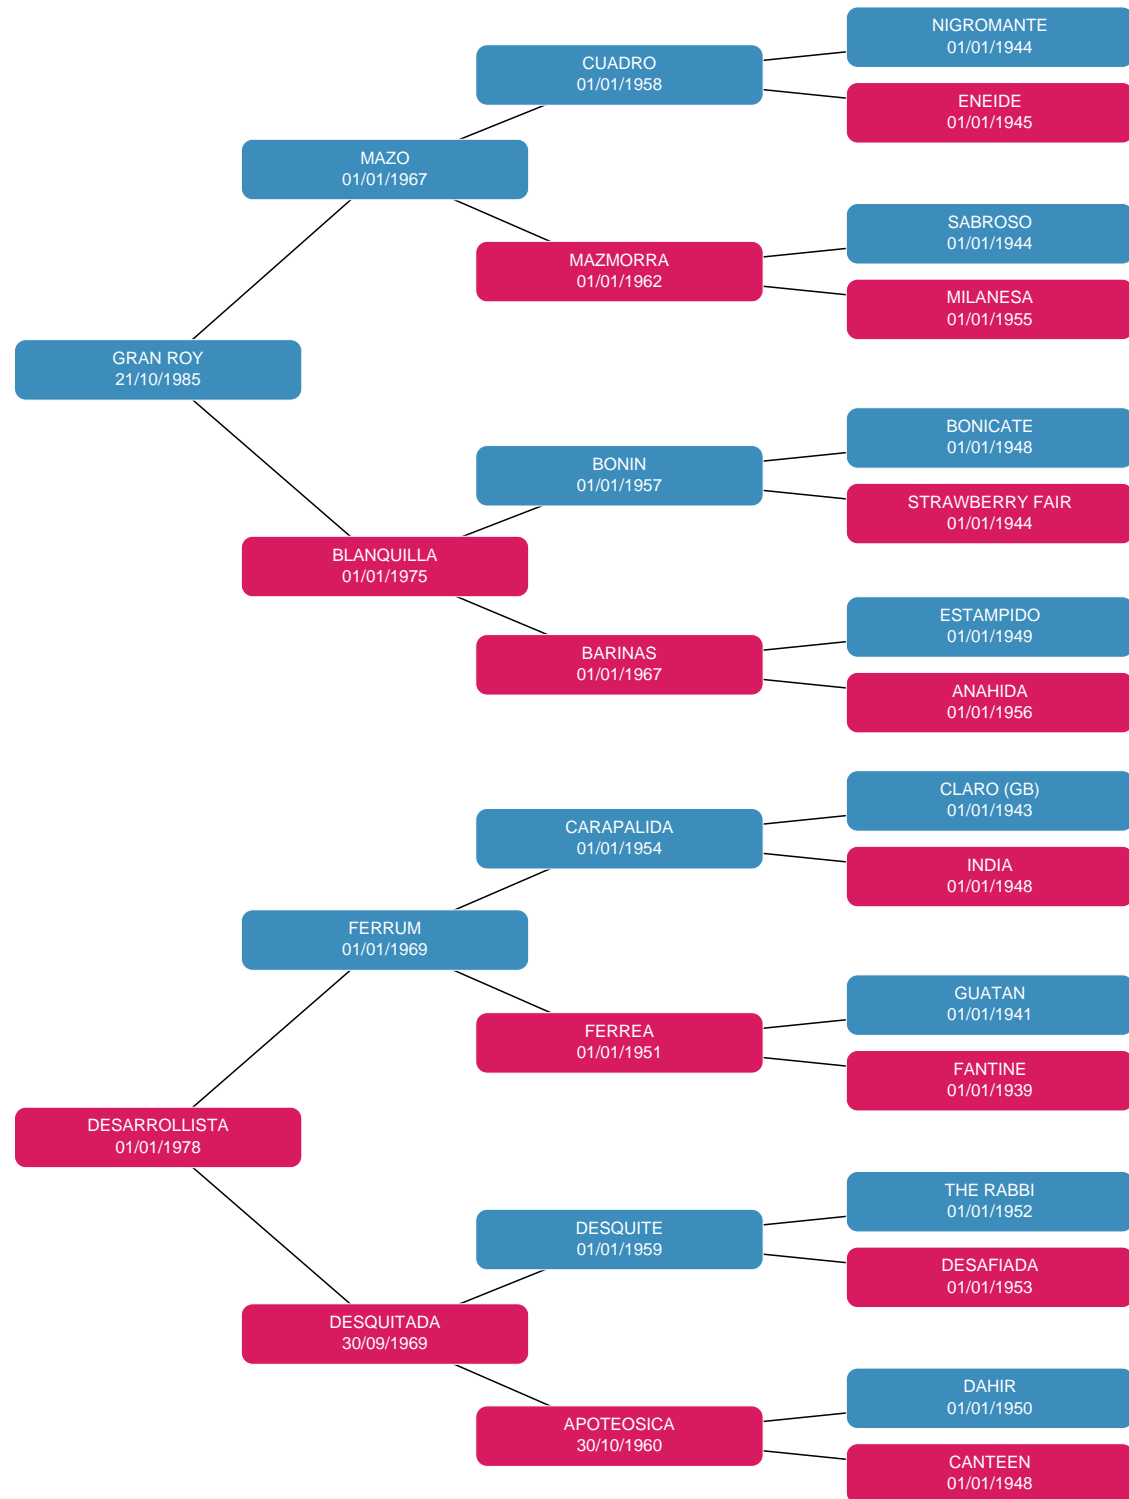 NIGROMANTE
01/01/1944
CUADRO
01/01/1958
ENEIDE
01/01/1945
MAZO
01/01/1967
SABROSO
01/01/1944
MAZMORRA
01/01/1962
MILANESA
01/01/1955
GRAN ROY
21/10/1985
BONICATE
01/01/1948
BONIN
01/01/1957
STRAWBERRY FAIR
01/01/1944
BLANQUILLA
01/01/1975
ESTAMPIDO
01/01/1949
BARINAS
01/01/1967
ANAHIDA
01/01/1956
CLARO (GB)
01/01/1943
CARAPALIDA
01/01/1954
INDIA
01/01/1948
FERRUM
01/01/1969
GUATAN
01/01/1941
FERREA
01/01/1951
FANTINE
01/01/1939
DESARROLLISTA
01/01/1978
THE RABBI
01/01/1952
DESQUITE
01/01/1959
DESAFIADA
01/01/1953
DESQUITADA
30/09/1969
DAHIR
01/01/1950
APOTEOSICA
30/10/1960
CANTEEN
01/01/1948